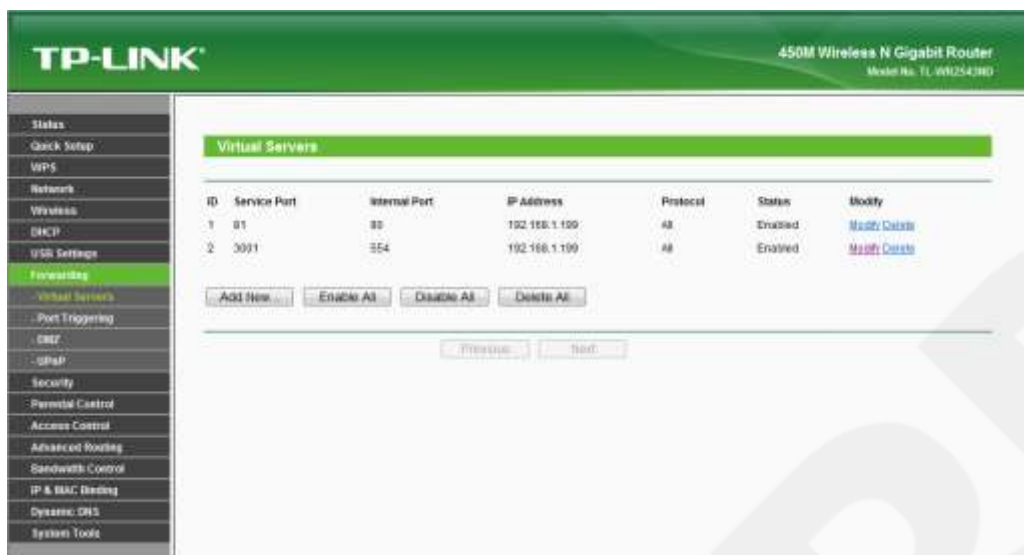 TP-LINK
450M Wireless N Gigabit Router
Model No. TL-WR2543ND
Status
Quick Setup
WPS
Network
Wireless
DHCP
USB Settings
Forwarding
- Virtual Servers
- Port Triggering
- DMZ
- UPnP
Security
Parental Control
Access Control
Advanced Routing
Bandwidth Control
IP & MAC Binding
Dynamic DNS
System Tools
Virtual Servers
ID Service Port Internal Port IP Address Protocol Status Modify
1 81 80 192.168.1.199 All Enabled Modify Delete
2 3001 554 192.168.1.199 All Enabled Modify Delete
Add New... Enable All Disable All Delete All
Previous Next